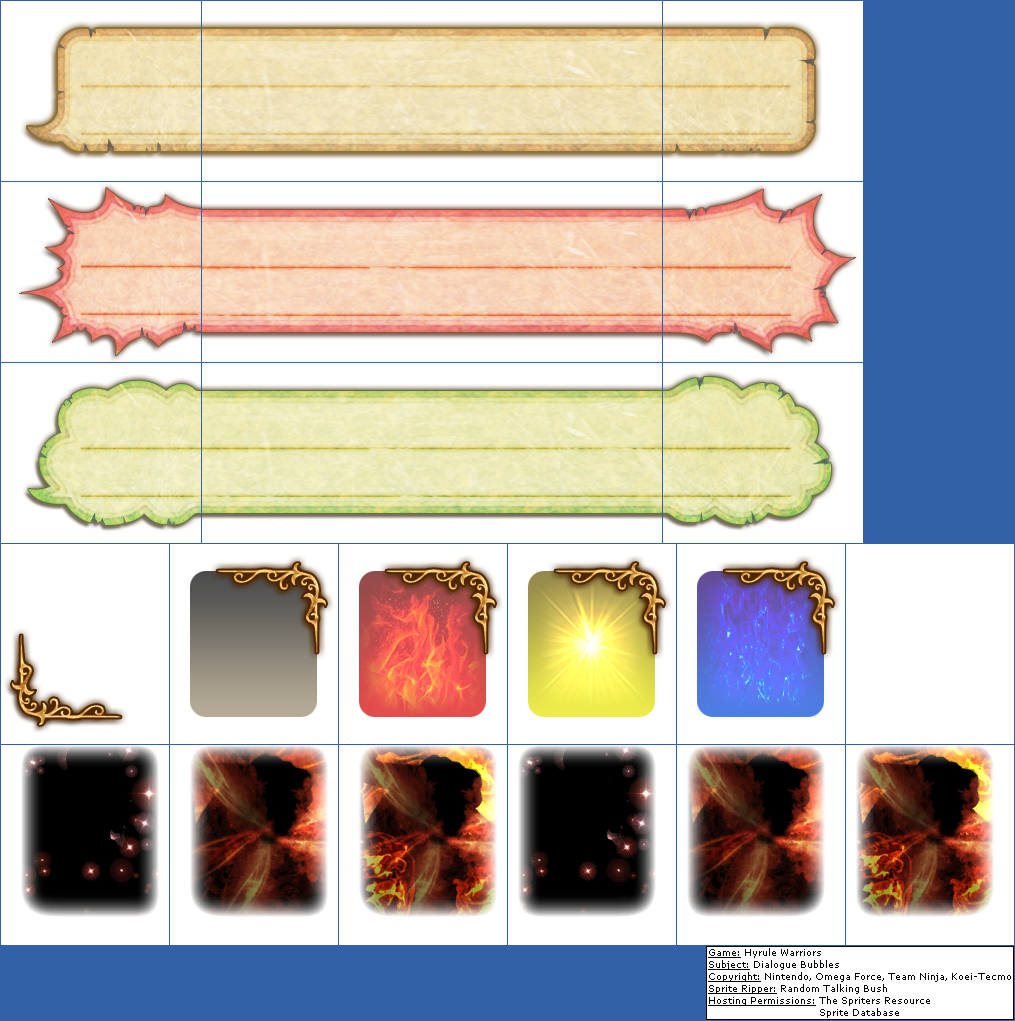 Game: Hyrule Warriors
Subject: Dialogue Bubbles
Copyright: Nintendo, Omega Force, Team Ninja, Koei-Tecmo
Sprite Ripper: Random Talking Bush
Hosting Permissions: The Spriters Resource
Sprite Database